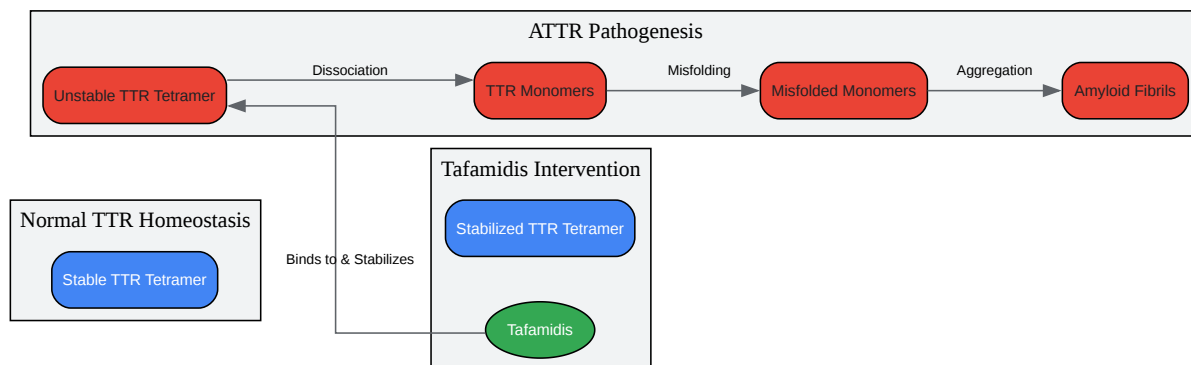 ATTR Pathogenesis
Unstable TTR Tetramer
Dissociation
TTR Monomers
Misfolding
Misfolded Monomers
Aggregation
Amyloid Fibrils
Tafamidis Intervention
Stabilized TTR Tetramer
Normal TTR Homeostasis
Stable TTR Tetramer
Binds to & Stabilizes
Tafamidis